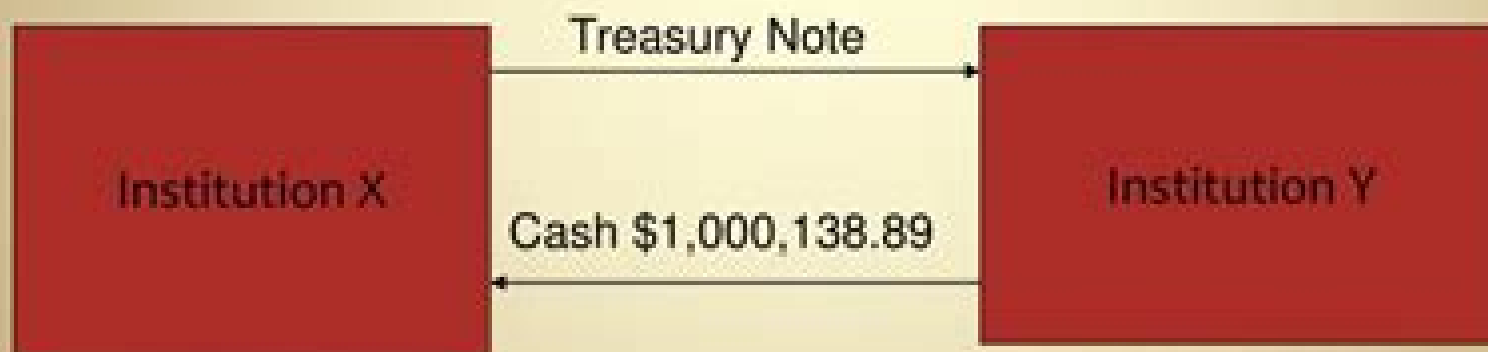 Treasury Note
Institution X
Institution Y
Cash $1,000,138.89